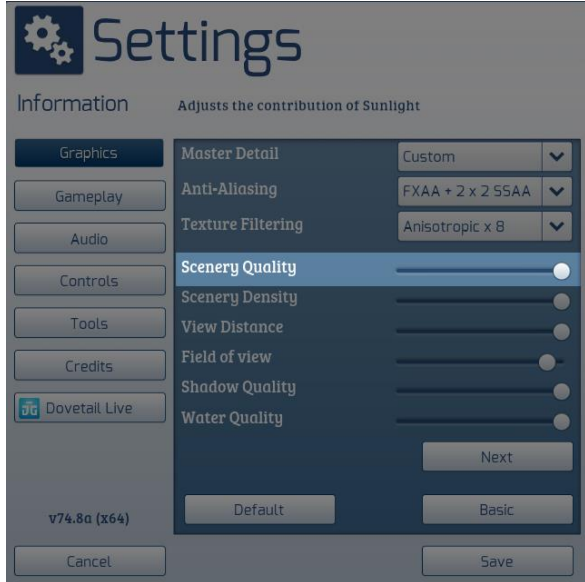 Settings
Information
Adjusts the contribution of Sunlight
Graphics
Gameplay
Audio
Controls
Tools
Credits
Dovetail Live
v74.8a (x64)
Cancel
Master Detail
Custom
Anti-Aliasing
FXAA + 2 x 2 SSAA
Texture Filtering
Anisotropic x 8
Scenery Quality
Scenery Density
View Distance
Field of view
Shadow Quality
Water Quality
Next
Default
Basic
Save